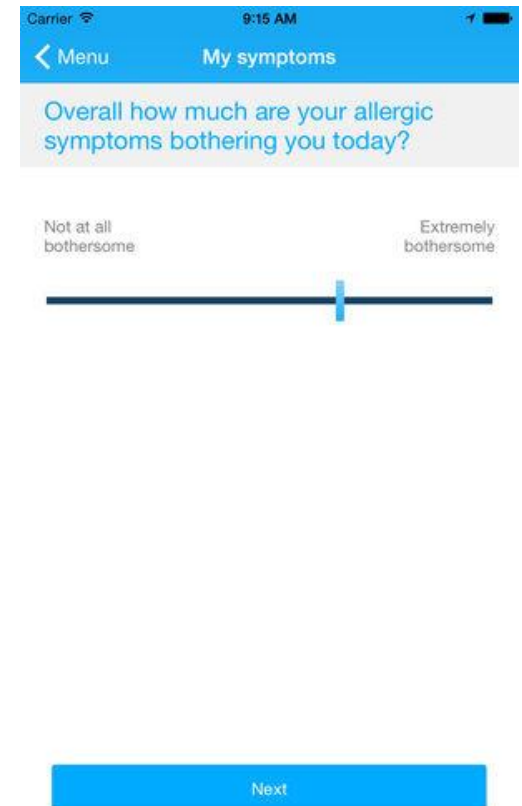 Carrier 9:15 AM
Menu My symptoms
Overall how much are your allergic
symptoms bothering you today?
Not at all
bothersome
Extremely
bothersome
Next